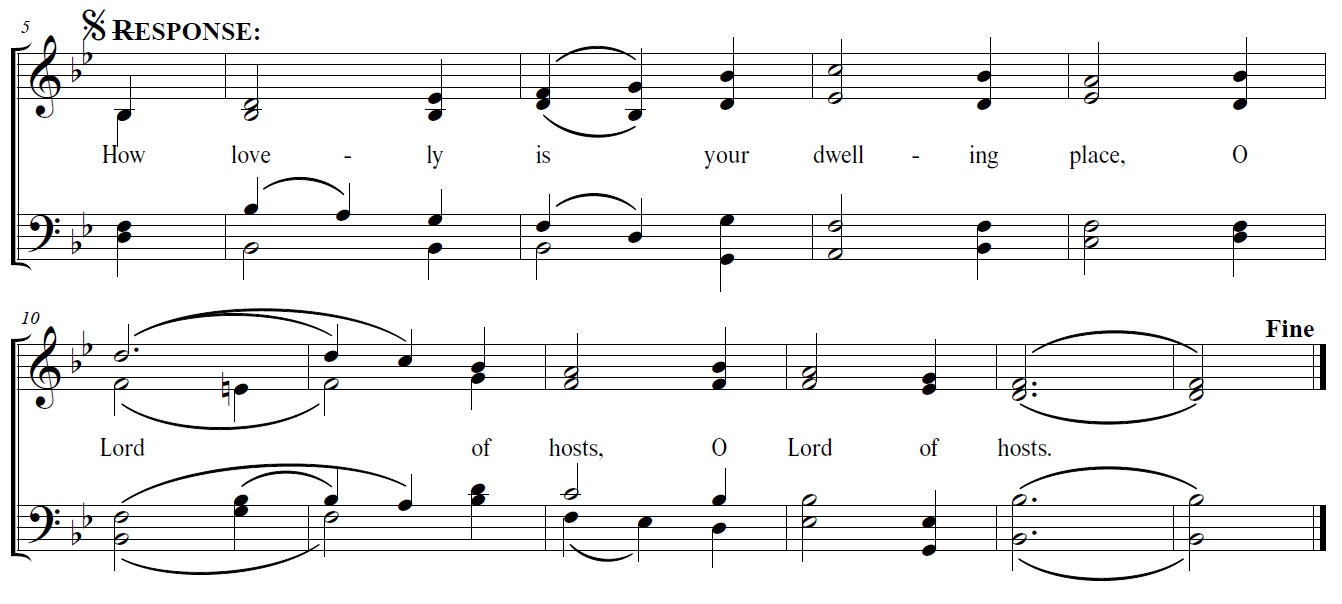 5 RESPONSE:
How love - ly is your dwell - ing place, O
10 Fine
Lord of hosts, O Lord of hosts.